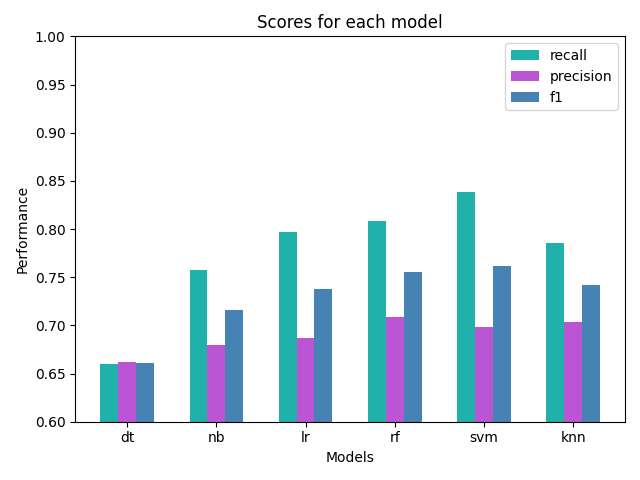 Scores for each model
1.00
0.95
0.90
0.85
0.80
0.75
0.70
0.65
0.60
Performance
recall
precision
f1
dt nb lr rf svm knn
Models